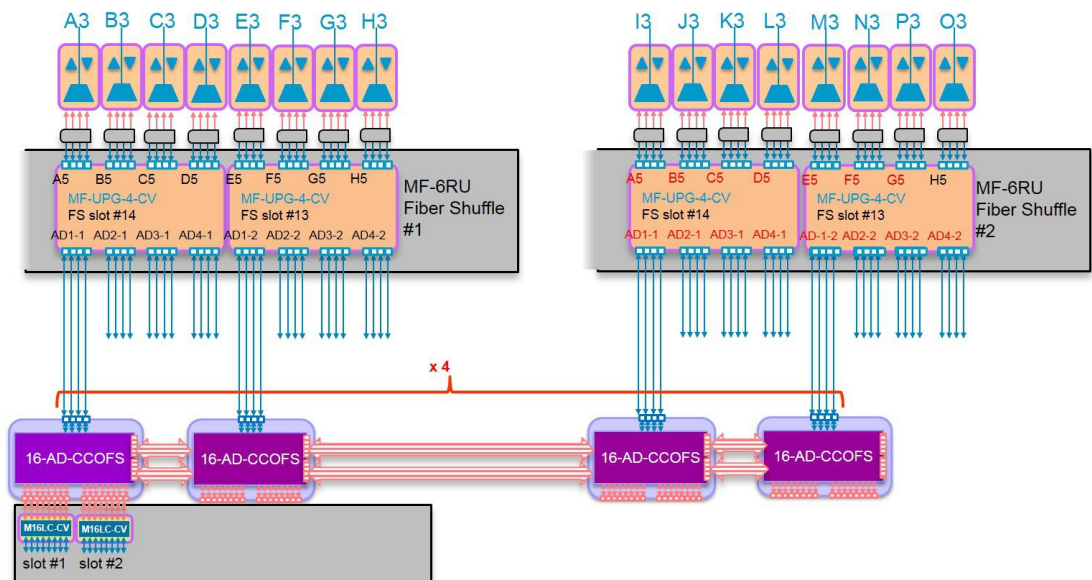 A3 B3 C3 D3 E3 F3 G3 H3
I3 J3 K3 L3 M3 N3 P3 O3
A5 B5 C5 D5 E5 F5 G5 H5
MF-UPG-4-CV
FS slot #14
AD1-1 AD2-1 AD3-1 AD4-1
MF-UPG-4-CV
FS slot #13
AD1-2 AD2-2 AD3-2 AD4-2
MF-6RU
Fiber Shuffle
#1
A5 B5 C5 D5 E5 F5 G5 H5
MF-UPG-4-CV
FS slot #14
AD1-1 AD2-1 AD3-1 AD4-1
MF-UPG-4-CV
FS slot #13
AD-1-2 AD2-2 AD3-2 AD4-2
MF-6RU
Fiber Shuffle
#2
x 4
16-AD-CCOFS 16-AD-CCOFS 16-AD-CCOFS 16-AD-CCOFS
M16LC-CV M16LC-CV
slot #1 slot #2